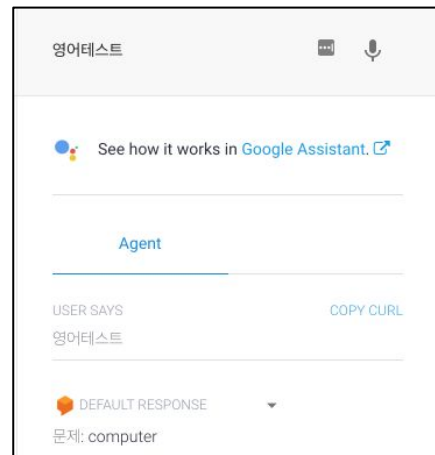 영어테스트
See how it works in Google Assistant.
Agent
USER SAYS COPY CURL
영어테스트
DEFAULT RESPONSE
문제: computer